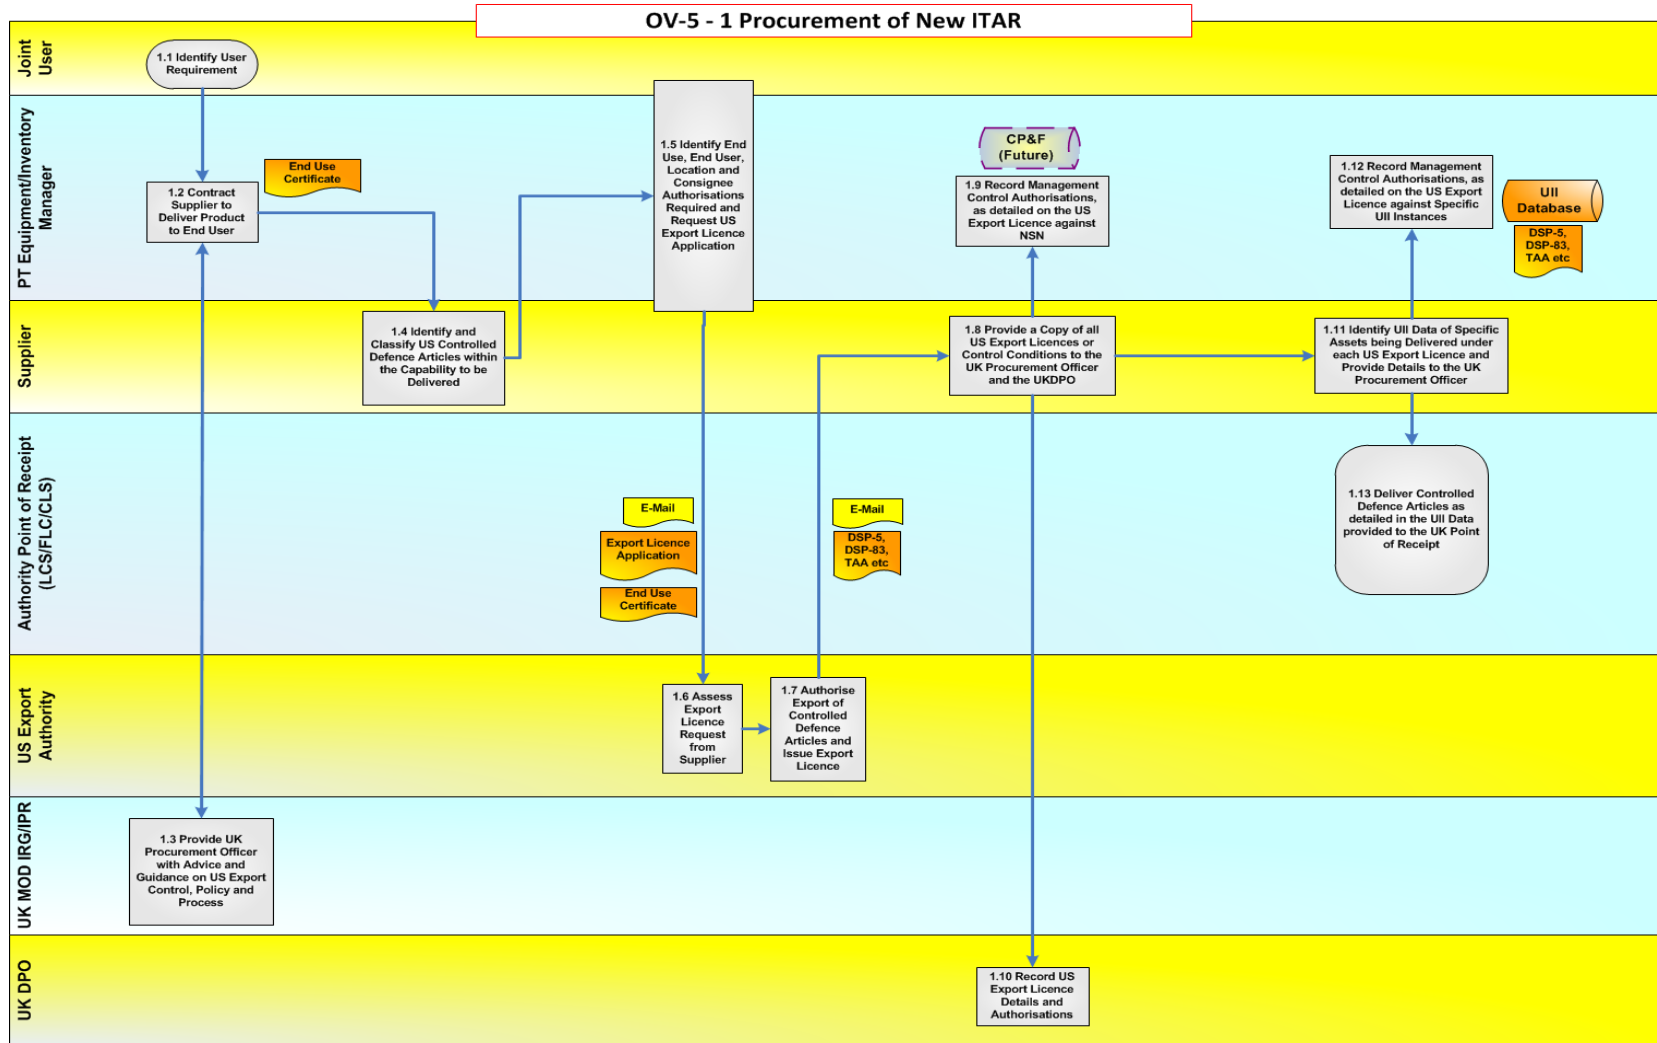 OV-5 - 1 Procurement of New ITAR
Joint
User
1.1 Identify User
Requirement
PT Equipment/Inventory
Manager
1.2 Contract
Supplier to
Deliver Product
to End User
End Use
Certificate
1.5 Identify End
Use, End User,
Location and
Consignee
Authorisations
Required and
Request US
Export Licence
Application
CP&F
(Future)
1.9 Record Management
Control Authorisations,
as detailed on the US
Export Licence against
NSN
1.12 Record Management
Control Authorisations, as
detailed on the US Export
Licence against Specific
UII Instances
UII
Database
DSP-5,
DSP-83,
TAA etc
Supplier
1.4 Identify and
Classify US Controlled
Defence Articles within
the Capability to be
Delivered
1.8 Provide a Copy of all
US Export Licences or
Control Conditions to the
UK Procurement Officer
and the UKDPO
1.11 Identify UII Data of Specific
Assets being Delivered under
each US Export Licence and
Provide Details to the UK
Procurement Officer
Authority Point of Receipt
(LCS/FLC/CLS)
E-Mail
Export Licence
Application
End Use
Certificate
E-Mail
DSP-5,
DSP-83,
TAA etc
1.13 Deliver Controlled
Defence Articles as
detailed in the UII Data
provided to the UK Point
of Receipt
US Export
Authority
1.6 Assess
Export
Licence
Request
from
Supplier
1.7 Authorise
Export of
Controlled
Defence
Articles and
Issue Export
Licence
UK MOD IRG/IPR
1.3 Provide UK
Procurement Officer
with Advice and
Guidance on US Export
Control, Policy and
Process
UK DPO
1.10 Record US
Export Licence
Details and
Authorisations